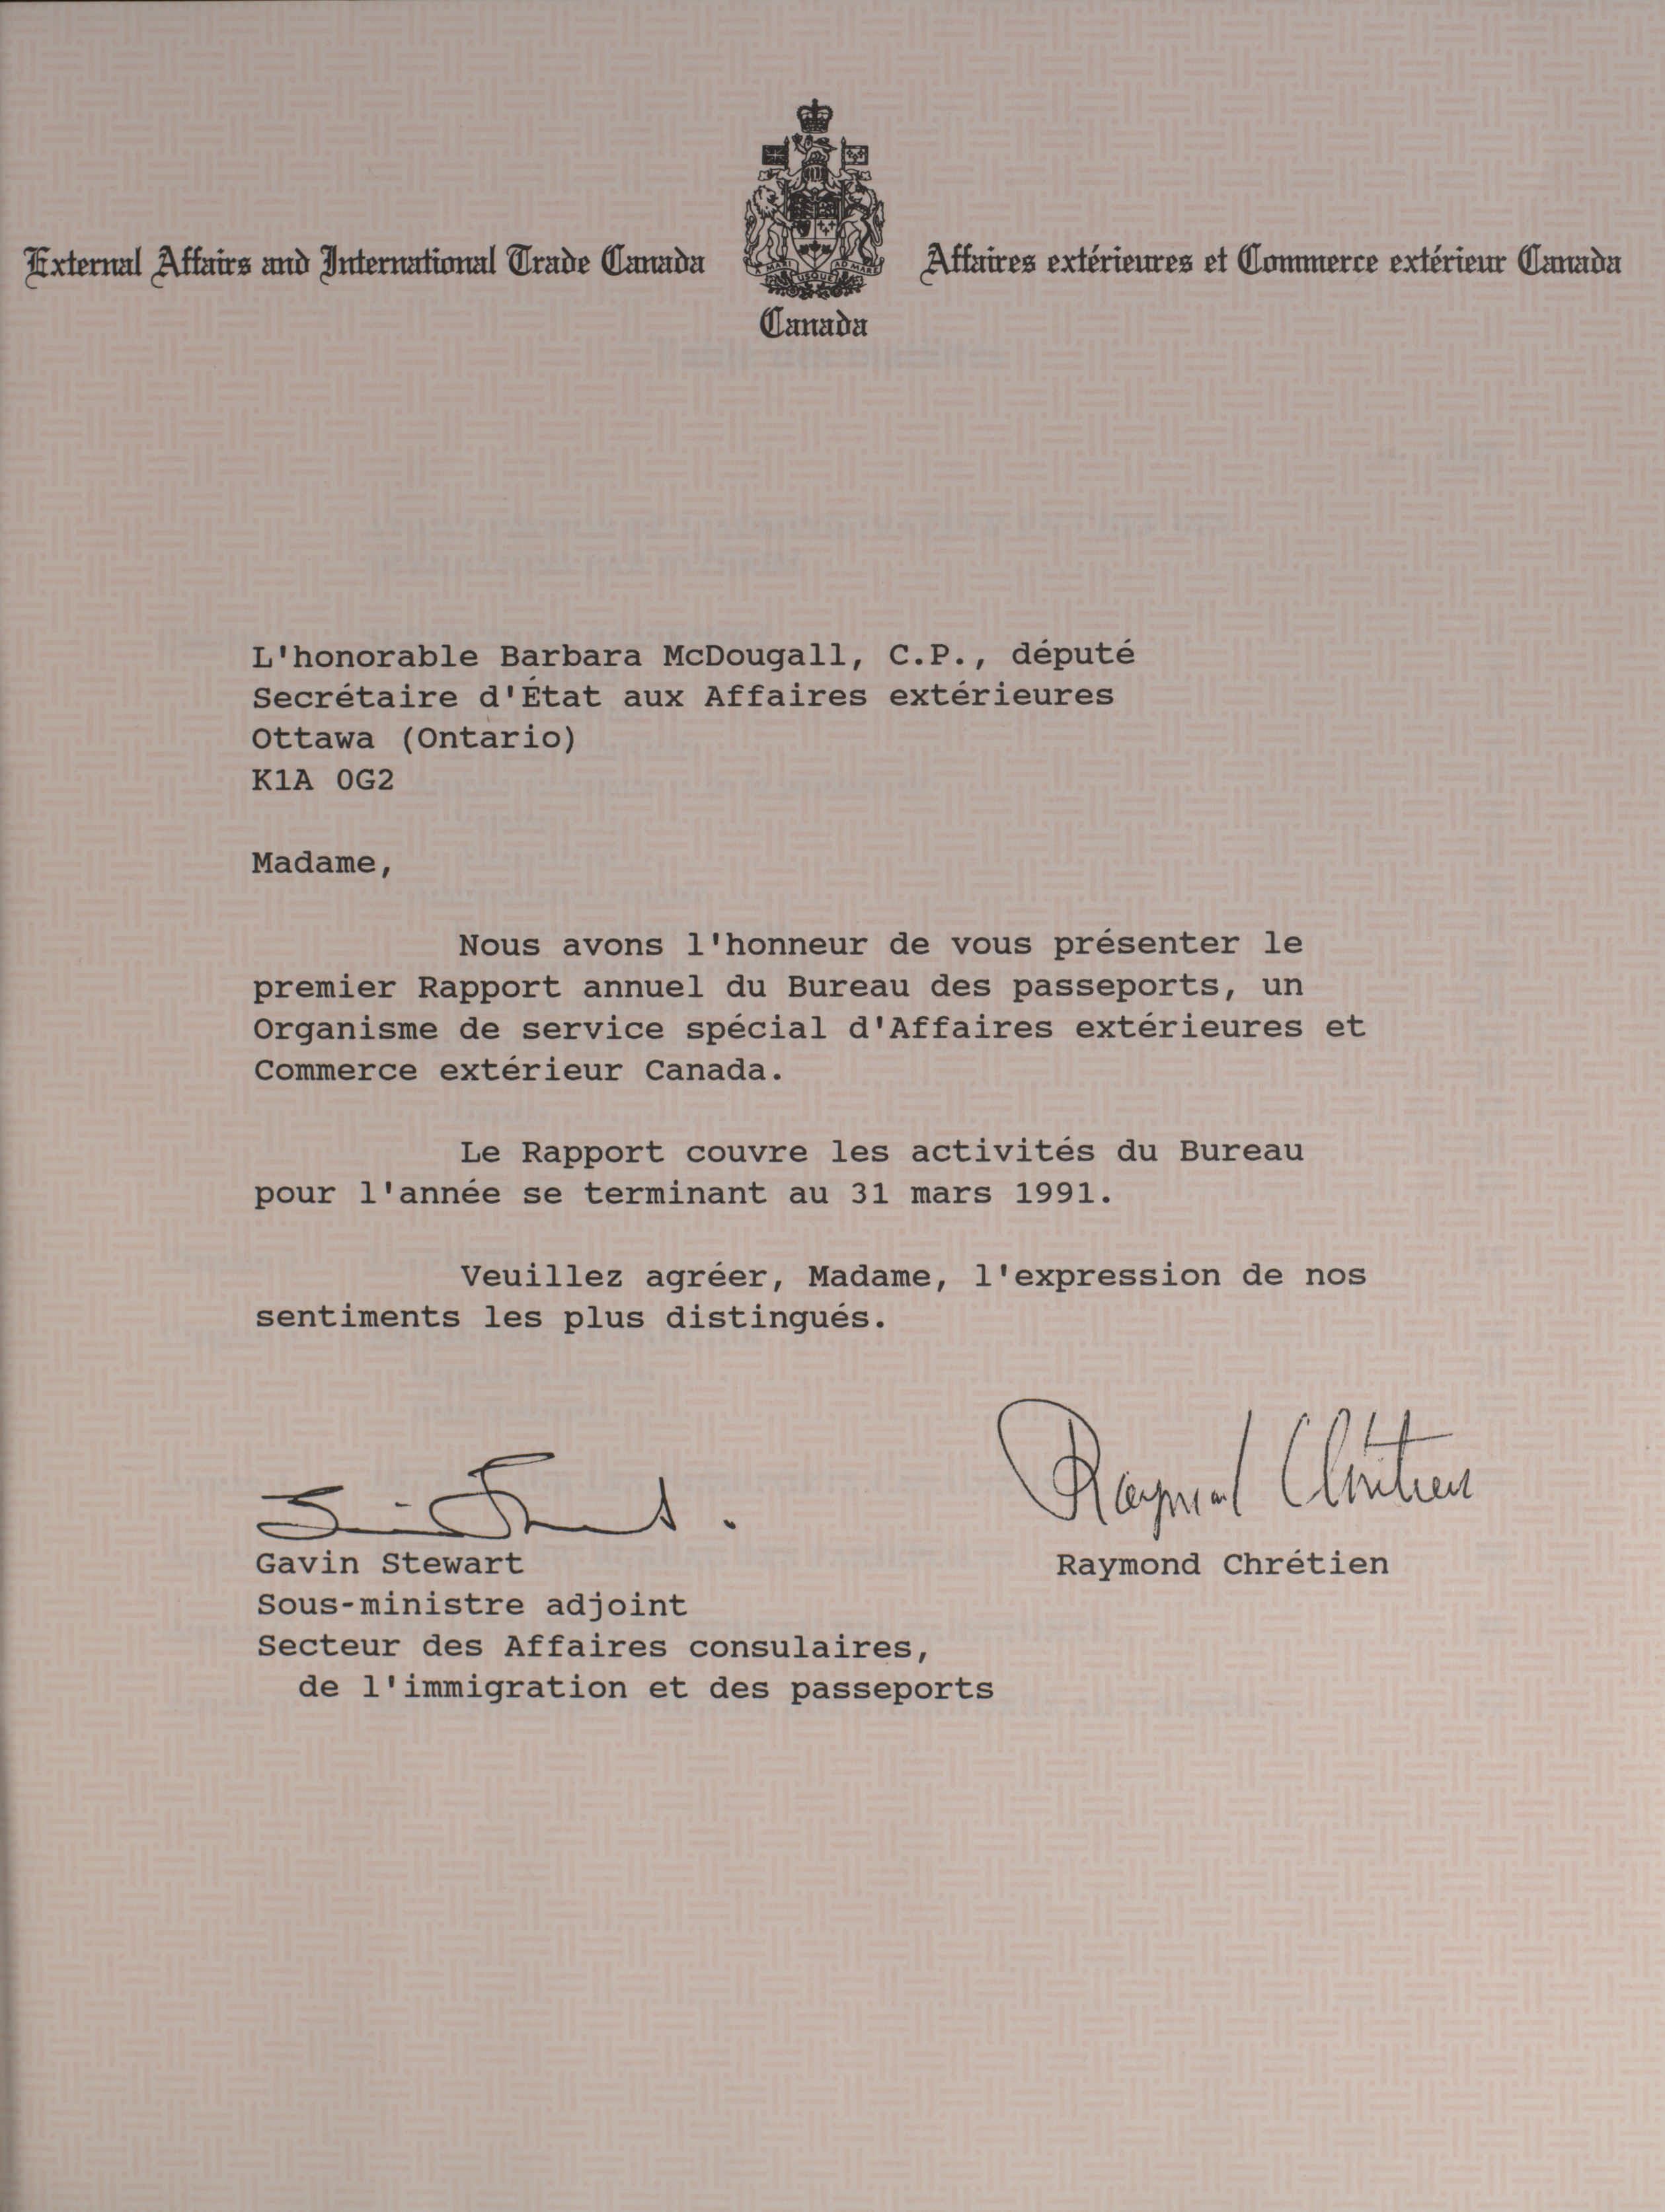 External Affairs and International Trade Canada
Affaires extérieures et Commerce extérieur Canada
Canada
L'honorable Barbara McDougall, C.P., député
Secrétaire d'État aux Affaires extérieures
Ottawa (Ontario)
K1A 0G2
Madame,
Nous avons l'honneur de vous présenter le
premier Rapport annuel du Bureau des passeports, un
Organisme de service spécial d'Affaires extérieures et
Commerce extérieur Canada.
Le Rapport couvre les activités du Bureau
pour l'année se terminant au 31 mars 1991.
Veuillez agréer, Madame, l'expression de nos
sentiments les plus distingués.
Raymond Chrétien
Gavin Stewart
Raymond Chrétien
Sous-ministre adjoint
Secteur des Affaires consulaires,
de l'immigration et des passeports